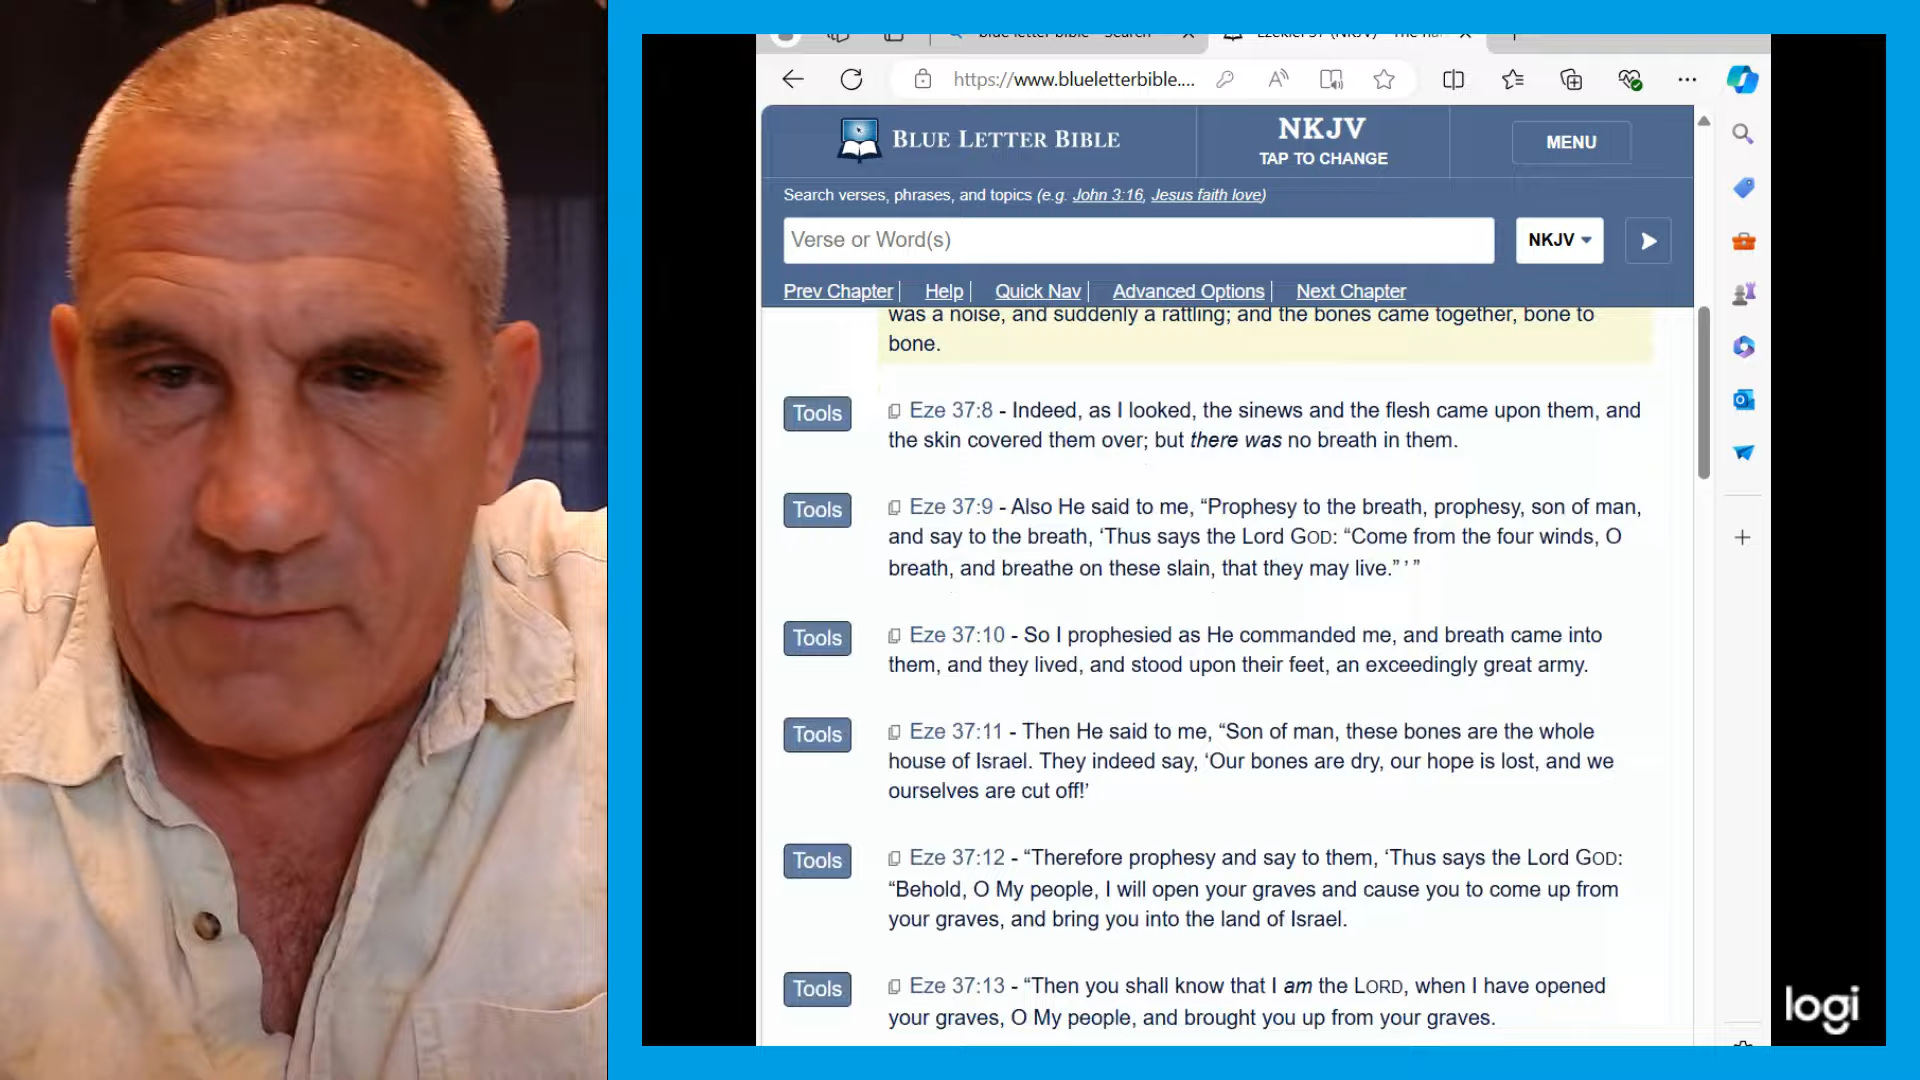 https://www.blueletterbible....
BLUE LETTER BIBLE
NKJV
TAP TO CHANGE
MENU
Search verses, phrases, and topics (e.g. John 3:16, Jesus faith love)
Verse or Word(s)
NKJV
Prev Chapter
Help
Quick Nav
Advanced Options
Next Chapter
was a noise, and suddenly a rattling; and the bones came together, bone to
bone.
Tools
Eze 37:8 - Indeed, as I looked, the sinews and the flesh came upon them, and
the skin covered them over; but there was no breath in them.
Tools
Eze 37:9 - Also He said to me, “Prophesy to the breath, prophesy, son of man,
and say to the breath, ‘Thus says the Lord GOD: “Come from the four winds, O
breath, and breathe on these slain, that they may live.” ’ ”
Tools
Eze 37:10 - So I prophesied as He commanded me, and breath came into
them, and they lived, and stood upon their feet, an exceedingly great army.
Tools
Eze 37:11 - Then He said to me, “Son of man, these bones are the whole
house of Israel. They indeed say, ‘Our bones are dry, our hope is lost, and we
ourselves are cut off!’
Tools
Eze 37:12 - “Therefore prophesy and say to them, ‘Thus says the Lord GOD:
“Behold, O My people, I will open your graves and cause you to come up from
your graves, and bring you into the land of Israel.
Tools
Eze 37:13 - “Then you shall know that I am the LORD, when I have opened
your graves, O My people, and brought you up from your graves.
logi